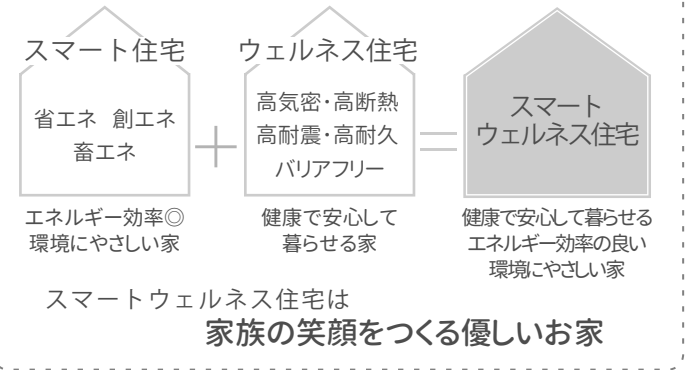 スマート住宅
省エネ 創エネ
畜エネ
エネルギー効率◎
環境にやさしい家
ウェルネス住宅
高気密・高断熱
高耐震・高耐久
バリアフリー
健康で安心して
暮らせる家
スマート
ウェルネス住宅
健康で安心して暮らせる
エネルギー効率の良い
環境にやさしい家
スマートウェルネス住宅は
家族の笑顔をつくる優しいお家